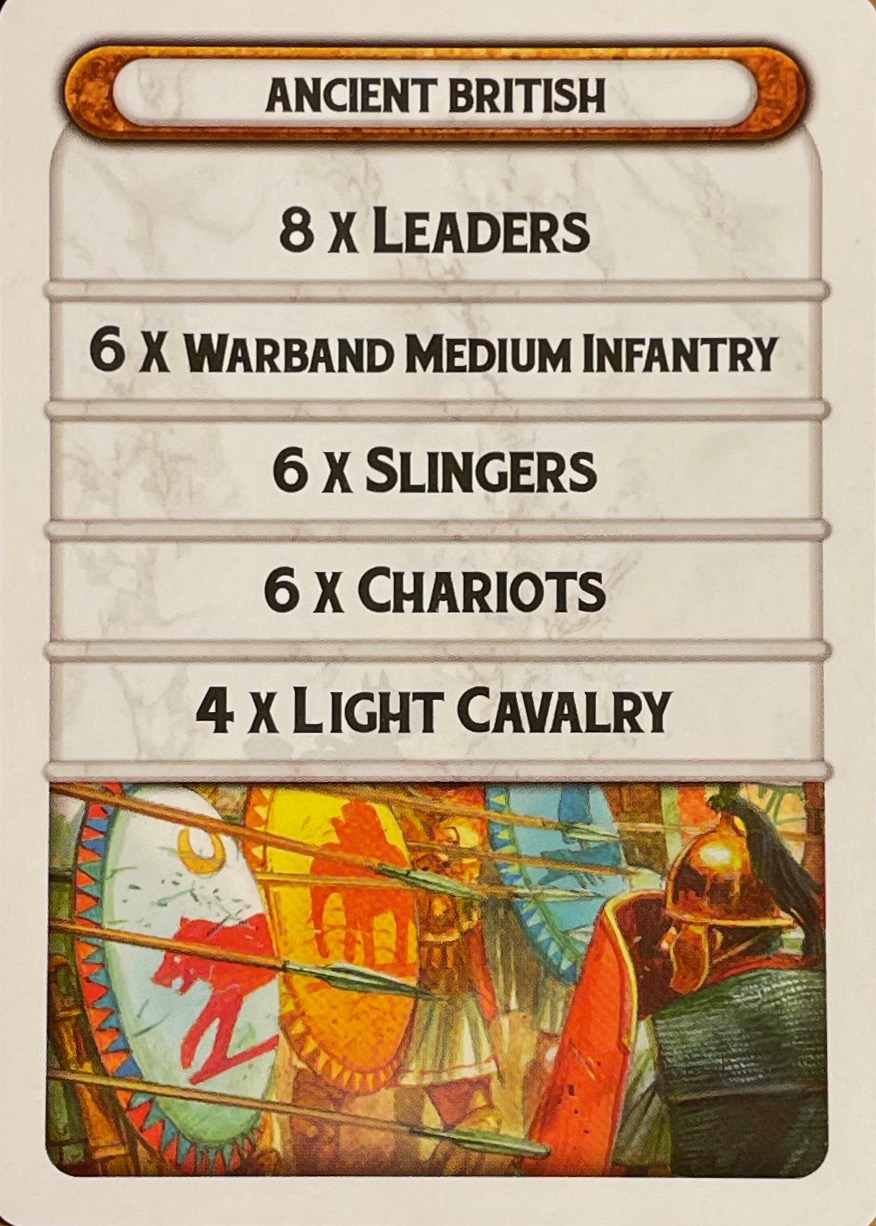 ANCIENT BRITISH
8 X LEADERS
6 X WARBAND MEDIUM INFANTRY
6 X SLINGERS
6 X CHARIOTS
4 X LIGHT CAVALRY